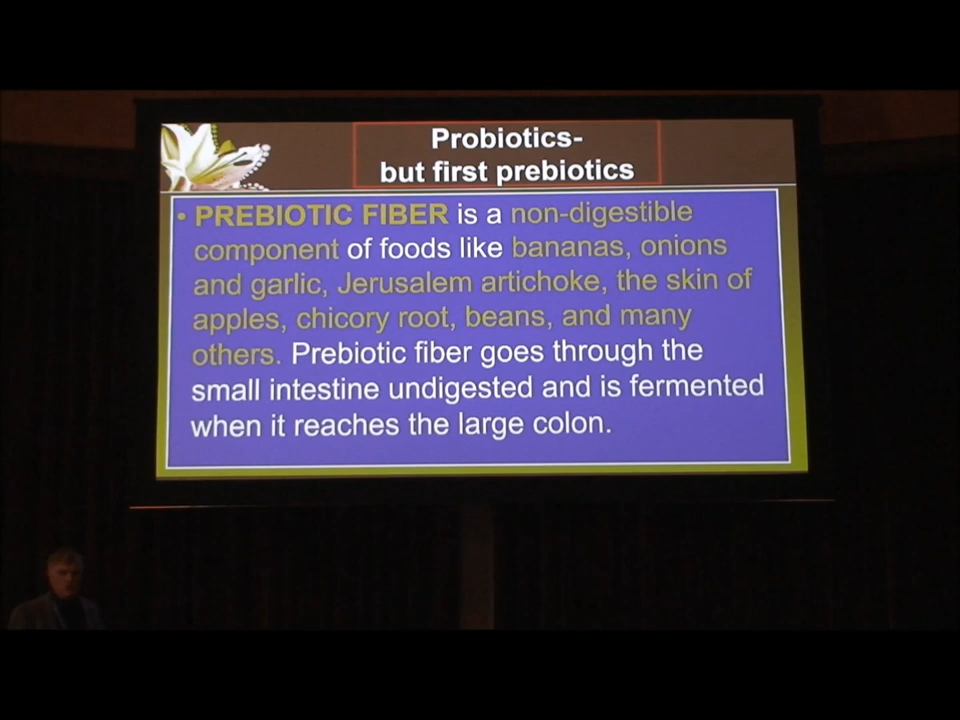 Probiotics-
but first prebiotics
• PREBIOTIC FIBER is a non-digestible
component of foods like bananas, onions
and garlic, Jerusalem artichoke, the skin of
apples, chicory root, beans, and many
others. Prebiotic fiber goes through the
small intestine undigested and is fermented
when it reaches the large colon.